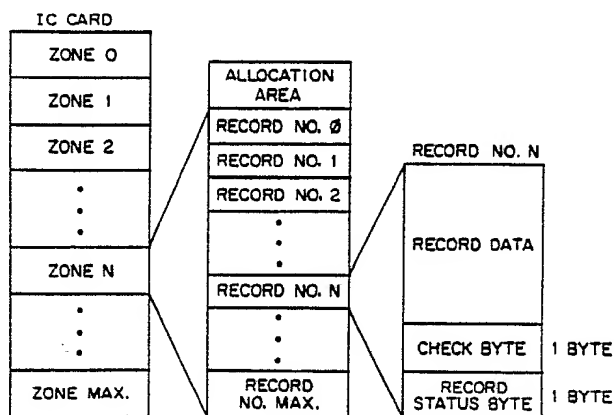 IC CARD
ZONE 0
ZONE 1
ZONE 2
ZONE N
ZONE MAX.
ALLOCATION
AREA
RECORD NO. Ø
RECORD NO. 1
RECORD NO. 2
RECORD NO. N
RECORD
NO. MAX.
RECORD NO. N
RECORD DATA
CHECK BYTE 1 BYTE
RECORD
STATUS BYTE 1 BYTE